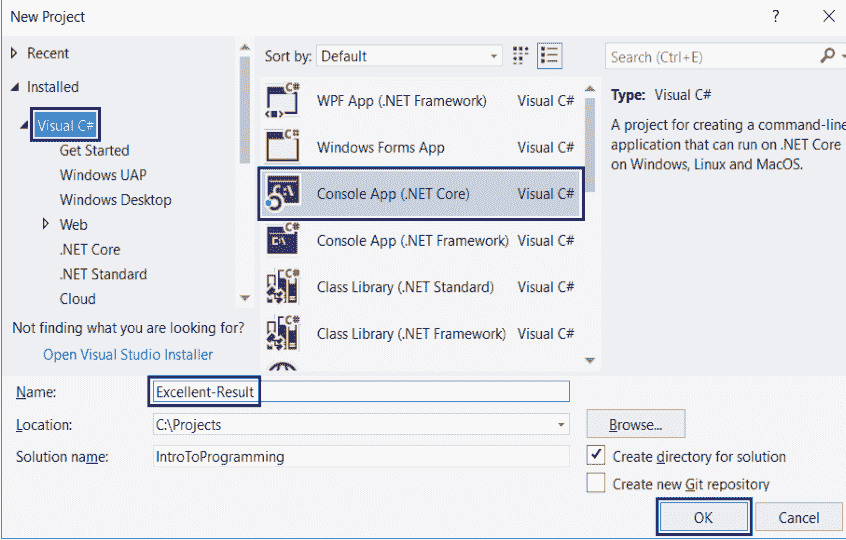 New Project
?
Recent
Installed
Visual C#
Get Started
Windows UAP
Windows Desktop
Web
.NET Core
.NET Standard
Cloud
Not finding what you are looking for?
Open Visual Studio Installer
Sort by: Default
WPF App (.NET Framework) Visual C#
Windows Forms App Visual C#
Console App (.NET Core) Visual C#
Console App (.NET Framework) Visual C#
Class Library (.NET Standard) Visual C#
Class Library (.NET Framework) Visual C#
Search (Ctrl+E)
Type: Visual C#
A project for creating a command-line
application that can run on .NET Core
on Windows, Linux and MacOS.
Name: Excellent-Result
Location: C:\Projects
Browse...
Solution name: IntroToProgramming
Create directory for solution
Create new Git repository
OK
Cancel